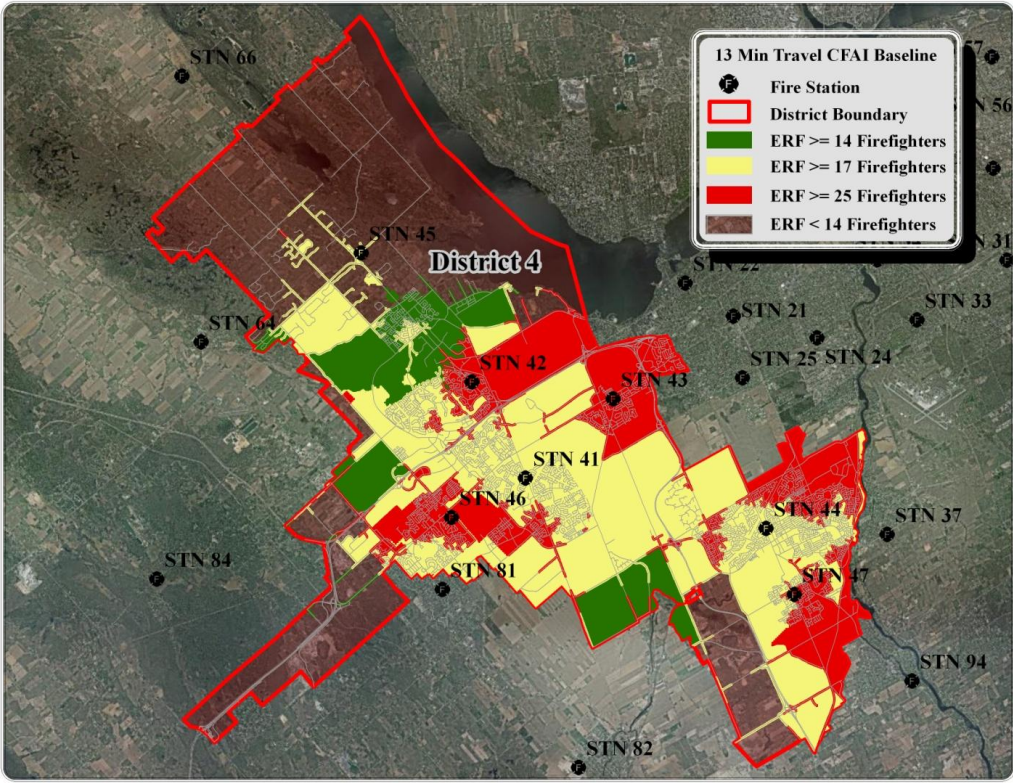 STN 66
13 Min Travel CFAI Baseline
Fire Station
District Boundary
ERF >= 14 Firefighters
ERF >= 17 Firefighters
ERF >= 25 Firefighters
ERF < 14 Firefighters
57
56
31
STN 45
District 4
STN 22
STN 64
STN 21
STN 33
STN 42
STN 25
STN 24
STN 43
STN 41
STN 46
STN 44
STN 37
STN 84
STN 81
STN 47
STN 94
STN 82